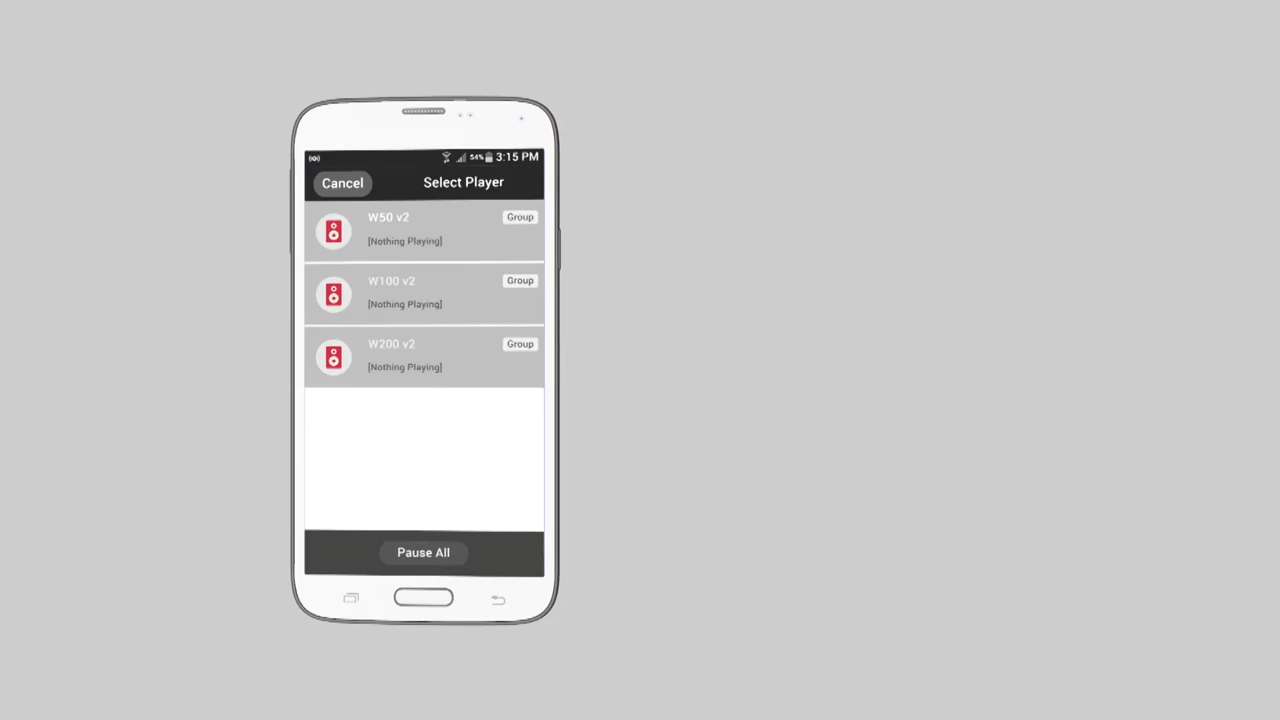 54% 3:15 PM
Cancel Select Player
W50 v2 Group
[Nothing Playing]
W100 v2 Group
[Nothing Playing]
W200 v2 Group
[Nothing Playing]
Pause All